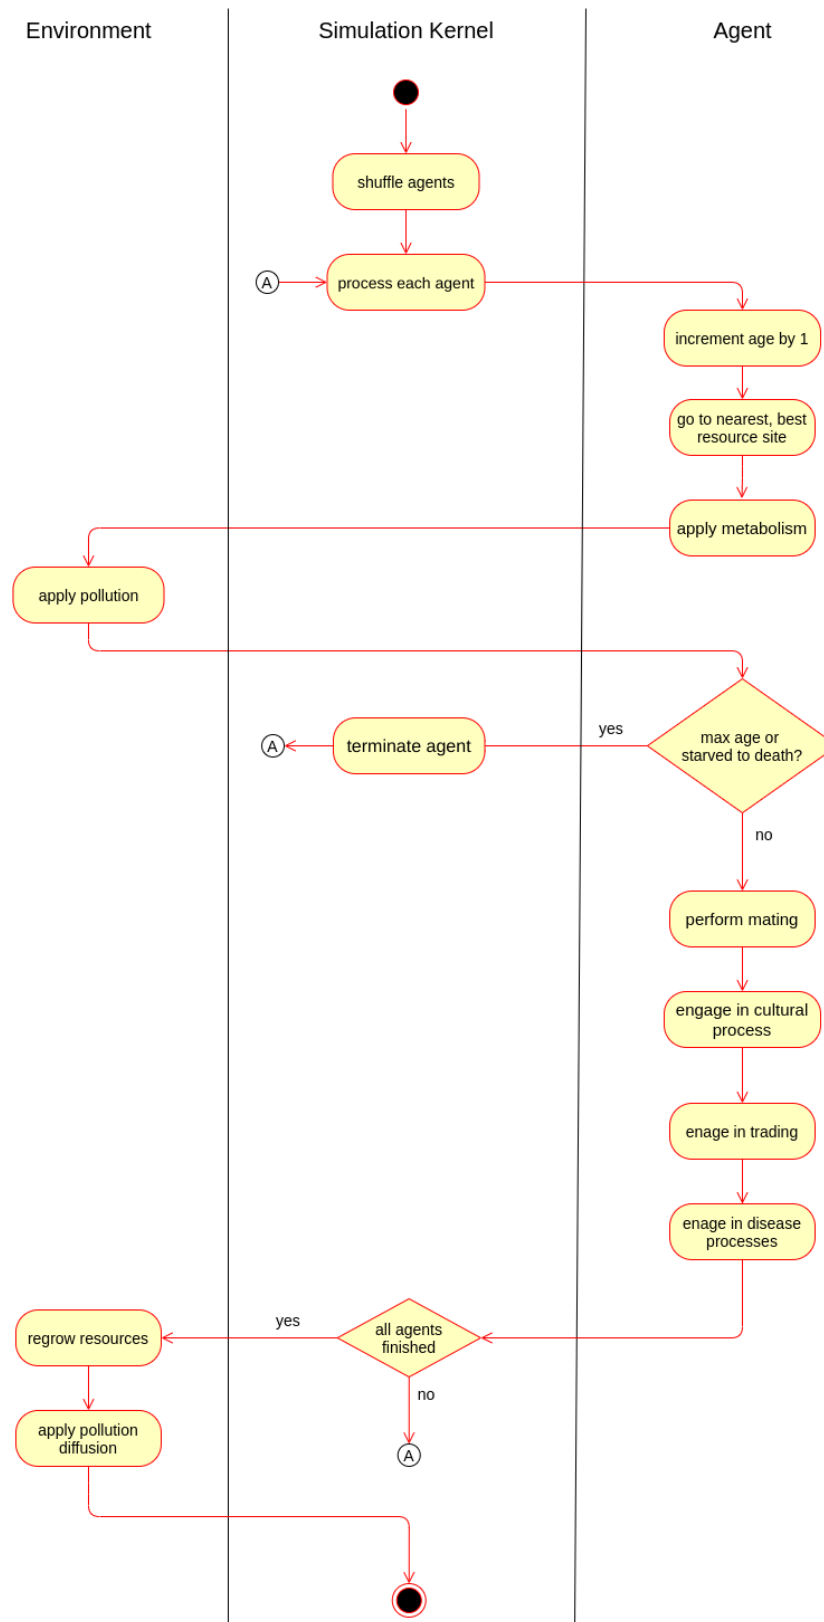 Environment
Simulation Kernel
Agent
shuffle agents
A
process each agent
increment age by 1
go to nearest, best
resource site
apply metabolism
apply pollution
max age or
starved to death?
yes
terminate agent
A
no
perform mating
engage in cultural
process
enage in trading
enage in disease
processes
all agents
finished
yes
regrow resources
no
A
apply pollution
diffusion